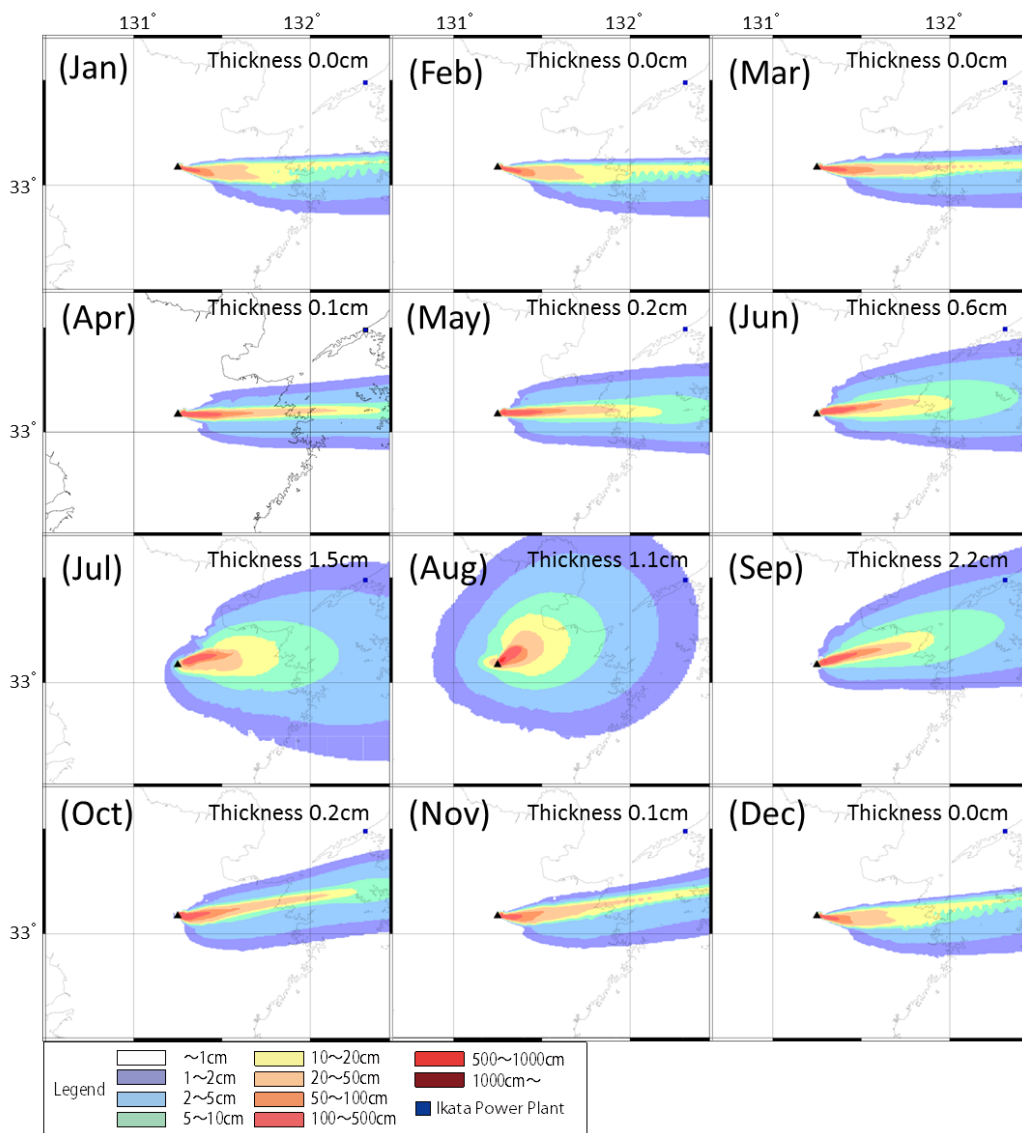 131° 132° 131° 132° 131° 132°
(Jan) Thickness 0.0cm (Feb) Thickness 0.0cm (Mar) Thickness 0.0cm
33°
(Apr) Thickness 0.1cm (May) Thickness 0.2cm (Jun) Thickness 0.6cm
33°
(Jul) Thickness 1.5cm (Aug) Thickness 1.1cm (Sep) Thickness 2.2cm
33°
(Oct) Thickness 0.2cm (Nov) Thickness 0.1cm (Dec) Thickness 0.0cm
33°
Legend
～1cm
1～2cm
2～5cm
5～10cm
10～20cm
20～50cm
50～100cm
100～500cm
500～1000cm
1000cm～
Ikata Power Plant